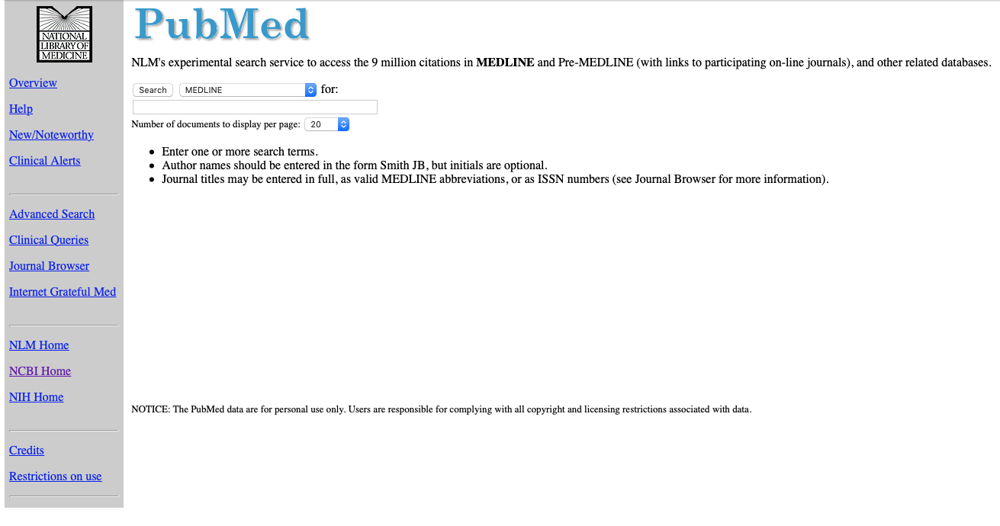 NATIONAL
LIBRARY OF
MEDICINE
Overview
Help
New/Noteworthy
Clinical Alerts
Advanced Search
Clinical Queries
Journal Browser
Internet Grateful Med
NLM Home
NCBI Home
NIH Home
Credits
Restrictions on use
PubMed
NLM's experimental search service to access the 9 million citations in MEDLINE and Pre-MEDLINE (with links to participating on-line journals), and other related databases.
Search MEDLINE for:
Number of documents to display per page: 20
• Enter one or more search terms.
• Author names should be entered in the form Smith JB, but initials are optional.
• Journal titles may be entered in full, as valid MEDLINE abbreviations, or as ISSN numbers (see Journal Browser for more information).
NOTICE: The PubMed data are for personal use only. Users are responsible for complying with all copyright and licensing restrictions associated with data.